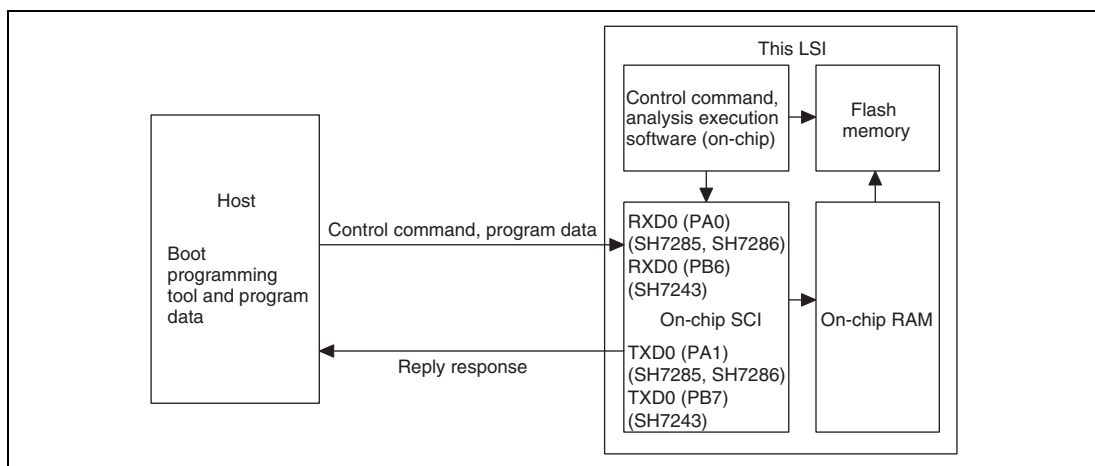 This LSI
Control command,
analysis execution
software (on-chip)
Flash
memory
Host
Boot
programming
tool and program
data
Control command, program data
Reply response
RXD0 (PA0)
(SH7285, SH7286)
RXD0 (PB6)
(SH7243)
On-chip SCI
TXD0 (PA1)
(SH7285, SH7286)
TXD0 (PB7)
(SH7243)
On-chip RAM